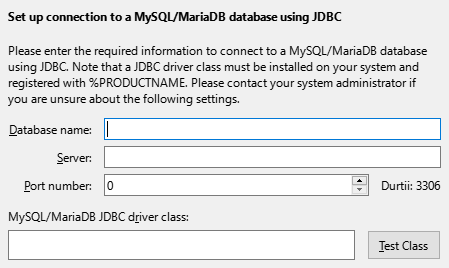 Set up connection to a MySQL/MariaDB database using JDBC
Please enter the required information to connect to a MySQL/MariaDB database
using JDBC. Note that a JDBC driver class must be installed on your system and
registered with %PRODUCTNAME. Please contact your system administrator if
you are unsure about the following settings.
Database name:
Server:
Port number: 0 Durtii: 3306
MySQL/MariaDB JDBC driver class:
Test Class